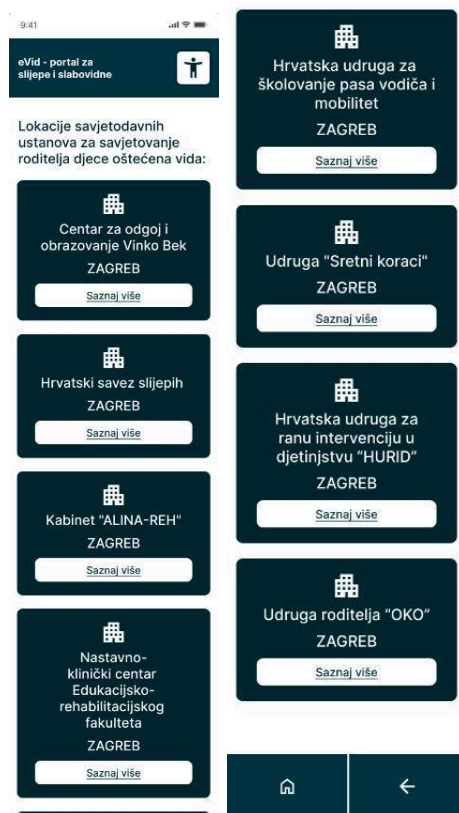 9:41
eVid - portal za
slijepe i slabovidne
Lokacije savjetodavnih
ustanova za savjetovanje
roditelja djece oštećena vida:
Centar za odgoj i
obrazovanje Vinko Bek
ZAGREB
Saznaj više
Hrvatski savez slijepih
ZAGREB
Saznaj više
Kabinet "ALINA-REH"
ZAGREB
Saznaj više
Nastavno-
klinički centar
Edukacijsko-
rehabilitacijskog
fakulteta
ZAGREB
Saznaj više
Hrvatska udruga za
školovanje pasa vodiča i
mobilitet
ZAGREB
Saznaj više
Udruga "Sretni koraci"
ZAGREB
Saznaj više
Hrvatska udruga za
ranu intervenciju u
djetinjstvu “HURID”
ZAGREB
Saznaj više
Udruga roditelja “OKO”
ZAGREB
Saznaj više